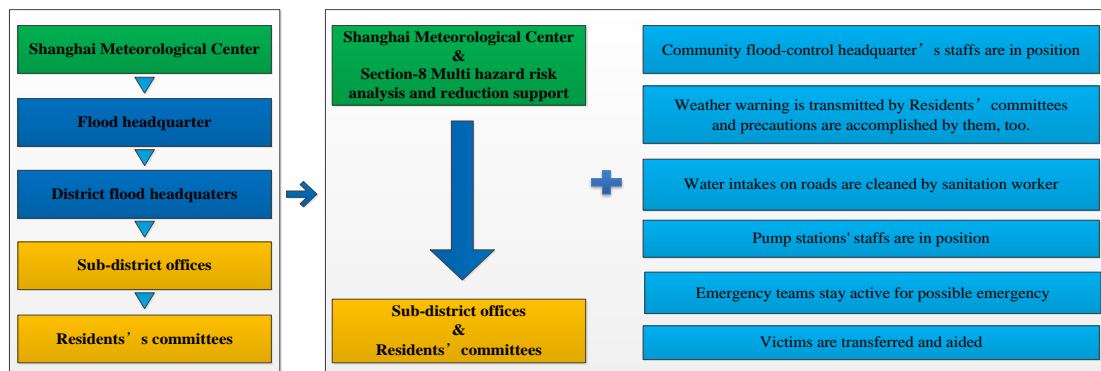 Shanghai Meteorological Center
Flood headquarter
District flood headquaters
Sub-district offices
Residents’s committees
Shanghai Meteorological Center
&
Section-8 Multi hazard risk
analysis and reduction support
Sub-district offices
&
Residents’ committees
Community flood-control headquarter’s staffs are in position
Weather warning is transmitted by Residents’ committees
and precautions are accomplished by them, too.
Water intakes on roads are cleaned by sanitation worker
Pump stations' staffs are in position
Emergency teams stay active for possible emergency
Victims are transferred and aided